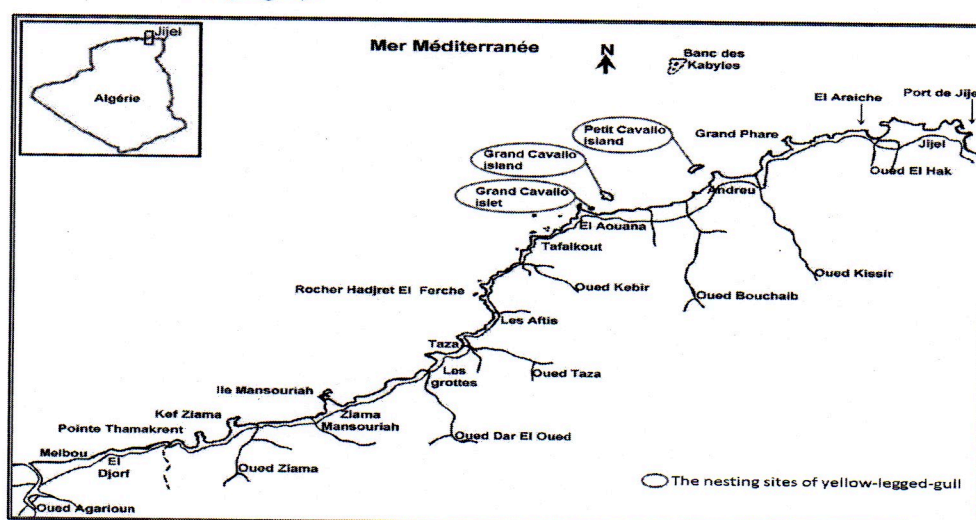 Jijel
Algérie
Mer Méditerranée
N
Banc des
Kabyles
El Araiche
Port de Jije
Petit Cavallo
island
Grand Phare
Jijel
Grand Cavallo
island
Oued El Hak
Grand Cavallo
islet
Andreu
El Aouana
Tafalkout
Oued Kissir
Oued Kebir
Oued Bouchaib
Rocher Hadjret El Ferche
Les Aftis
Taza
Les
grottes
Oued Taza
Ile Mansouriah
Kef Ziama
Ziama
Mansouriah
Pointe Thamakrent
Oued Dar El Oued
Melbou
El
Djorf
Oued Ziama
The nesting sites of yellow-legged-gull
Oued Agarioun